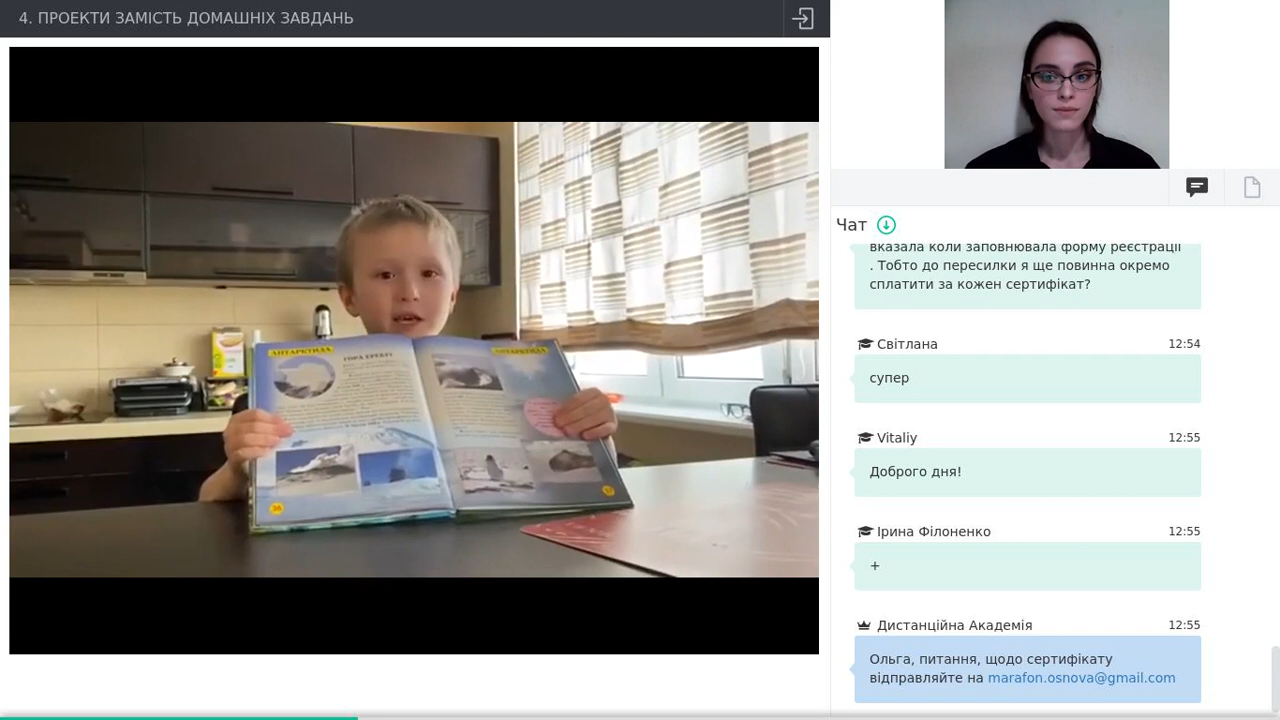 4. ПРОЕКТИ ЗАМІСТЬ ДОМАШНІХ ЗАВДАНЬ
АНТАРКТИДА
ГОРА ЕРЕБУС
АНТАРКТИДА
Чат
вказала коли заповнювала форму реєстрації
. Тобто до пересилки я ще повинна окремо
сплатити за кожен сертифікат?
Світлана 12:54
супер
Vitaliy 12:55
Доброго дня!
Ірина Філоненко 12:55
+
Дистанційна Академія 12:55
Ольга, питання, щодо сертифікату
відправляйте на marafon.osnova@gmail.com